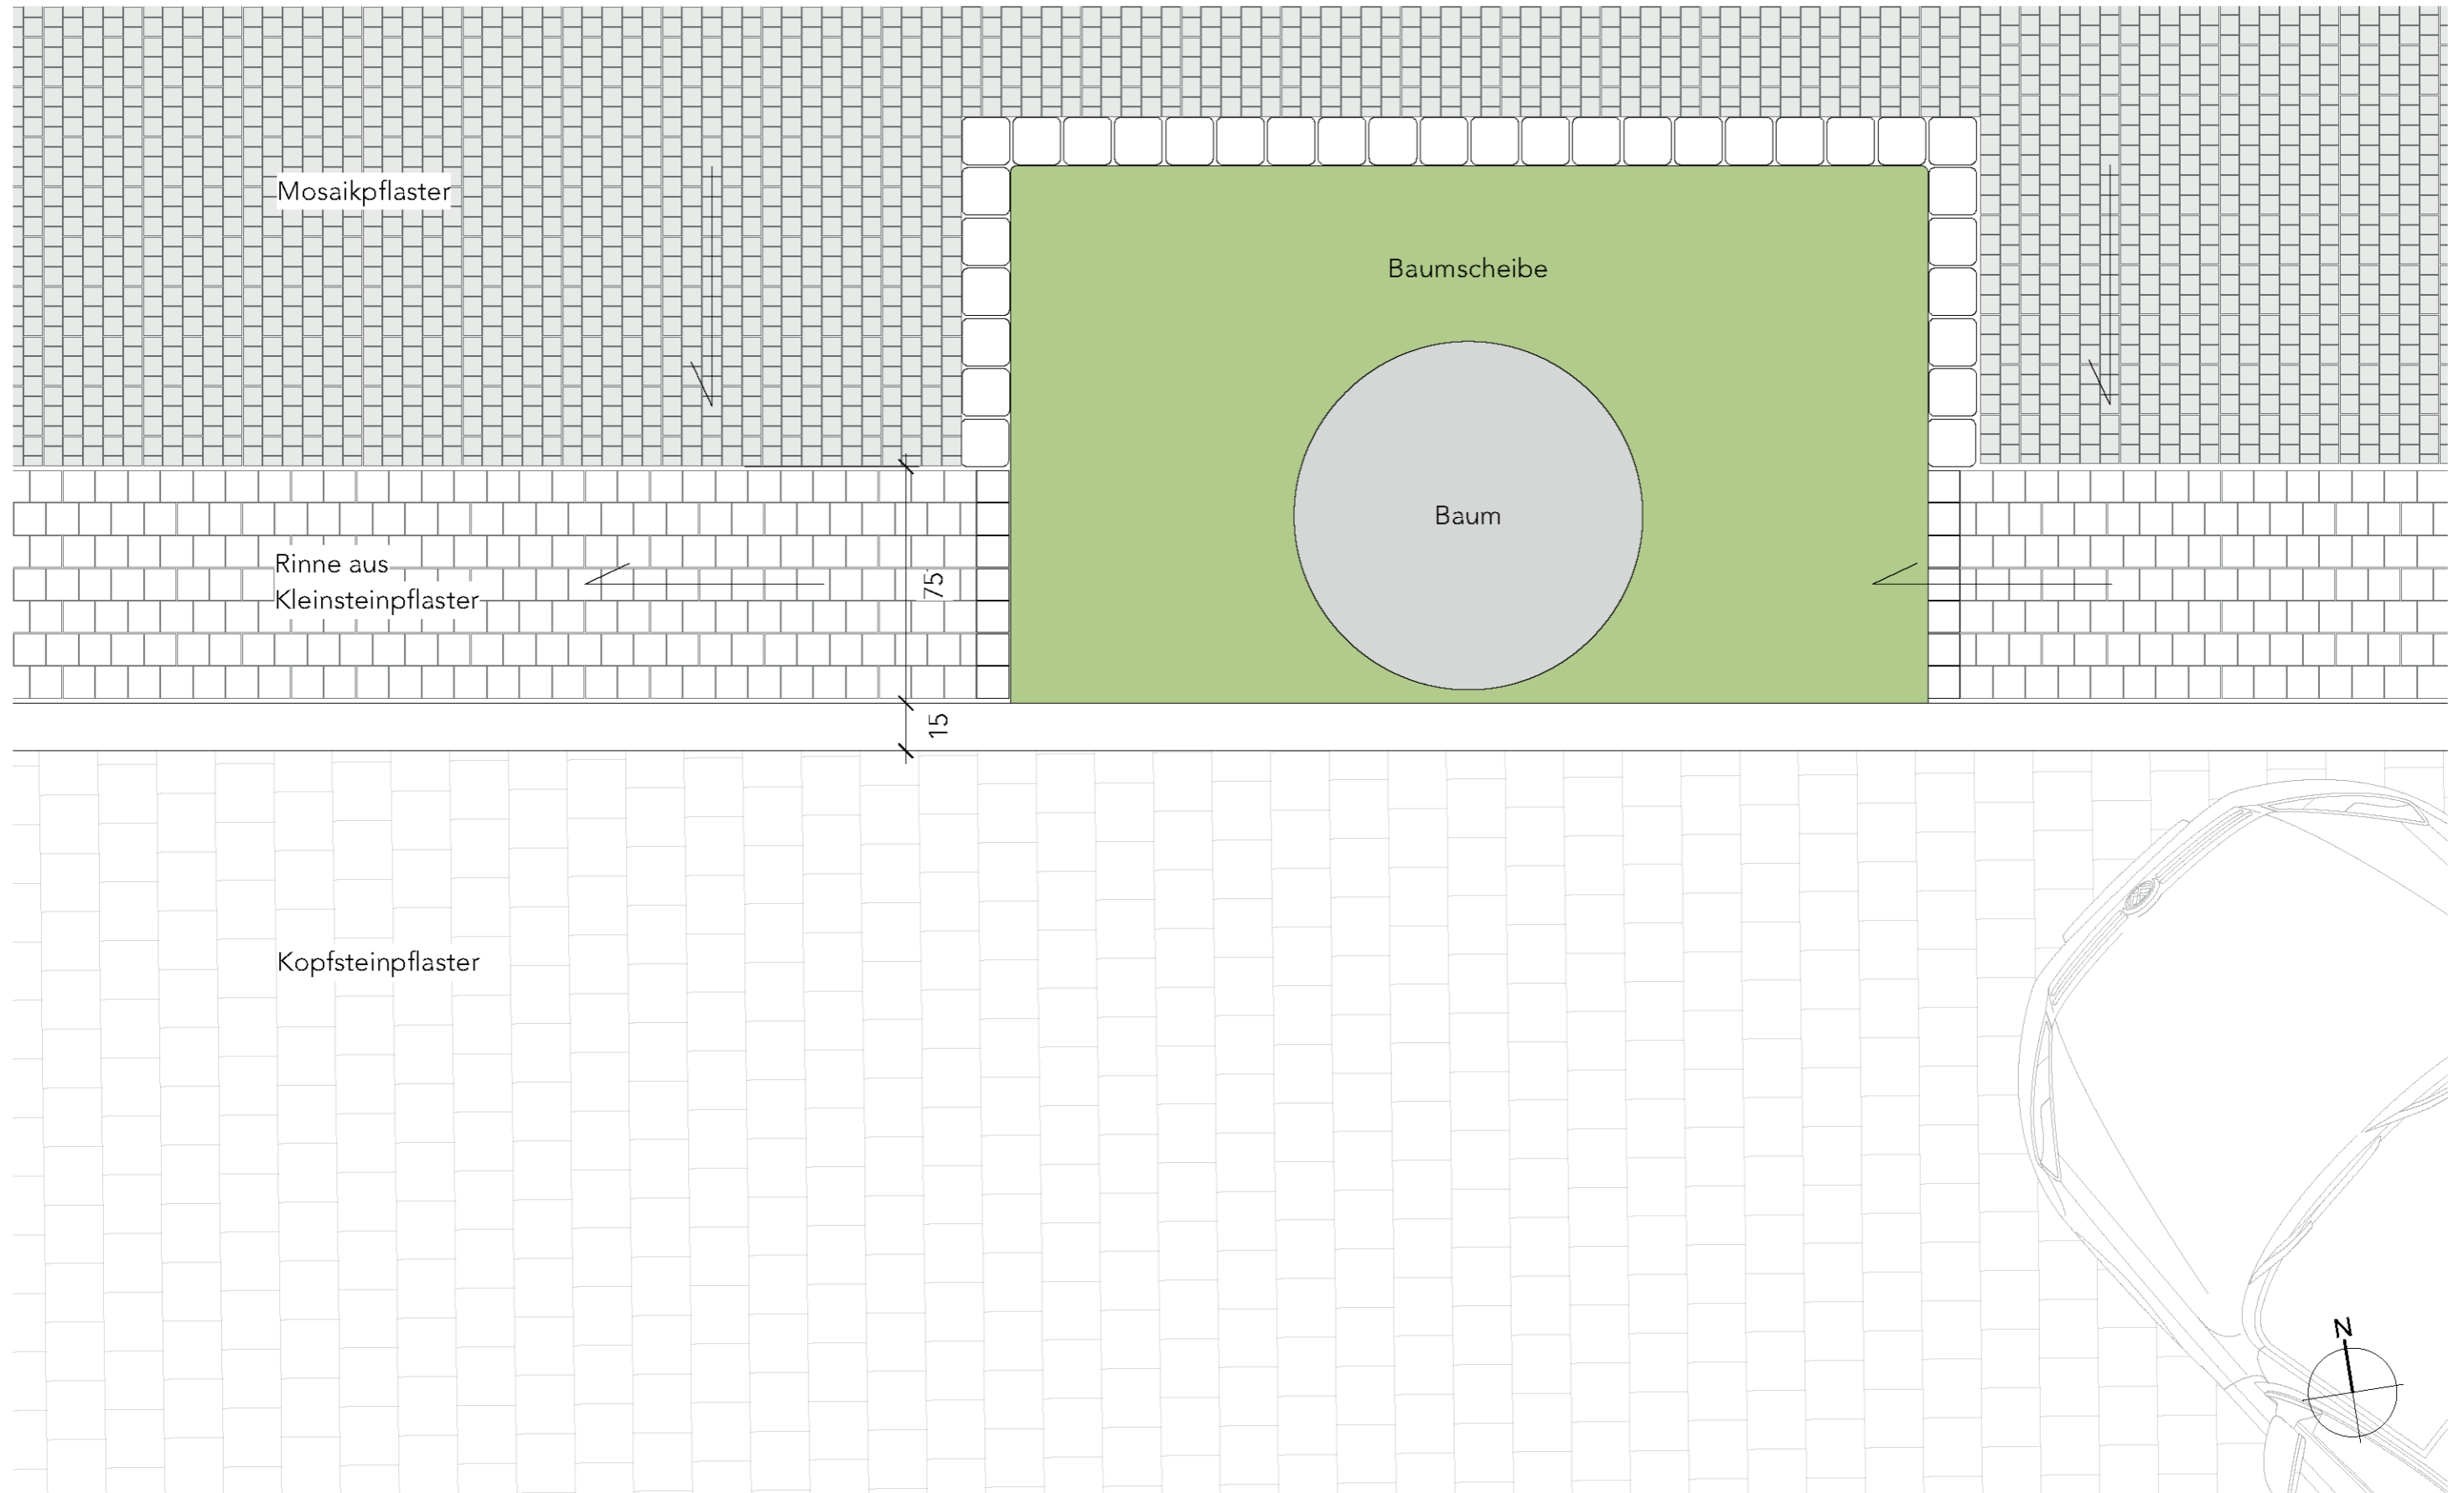 Mosaikpflaster
Baumscheibe
Baum
Rinne aus
Kleinsteinpflaster
75
15
Kopfsteinpflaster
N